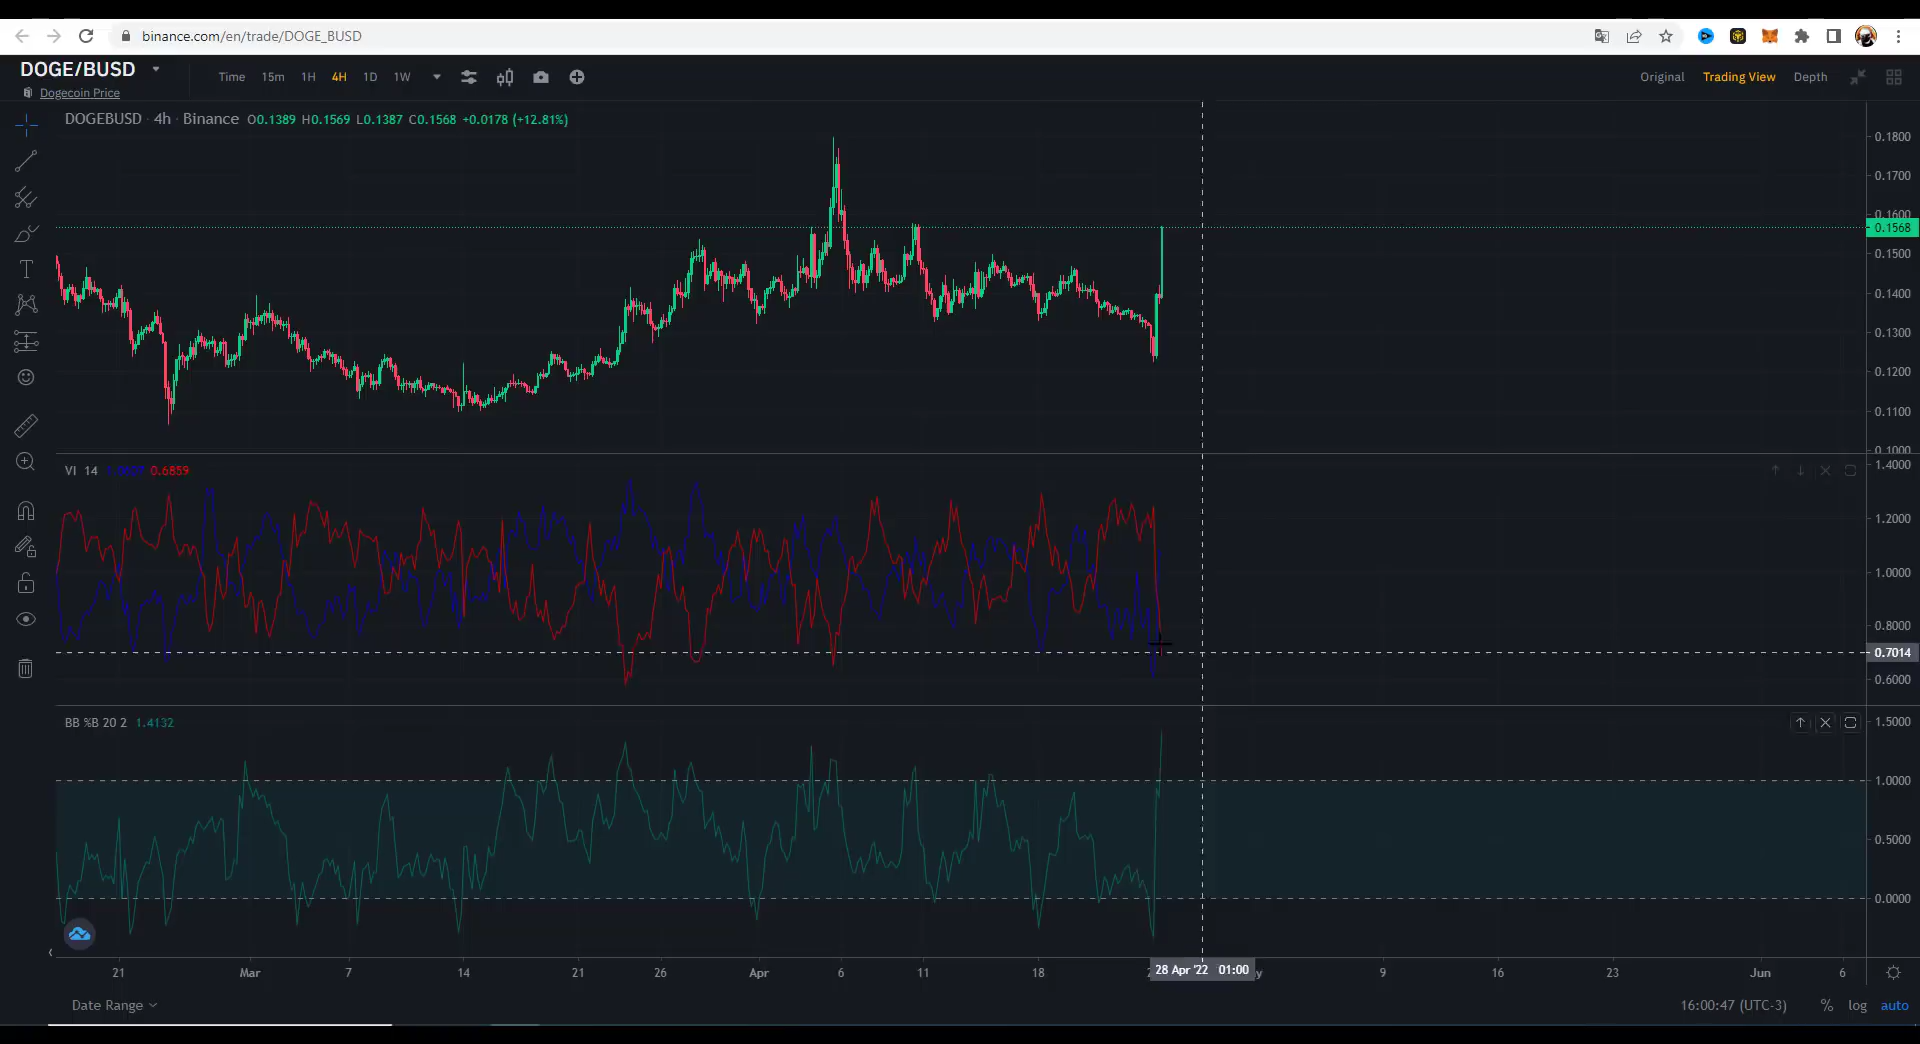 binance.com/en/trade/DOGE_BUSD
DOGE/BUSD
Dogecoin Price
Time 15m 1H 4H 1D 1W
Original Trading View Depth
DOGEBUSD · 4h · Binance O0.1389 H0.1569 L0.1387 C0.1568 +0.0178 (+12.81%)
0.1800
0.1700
0.1600
0.1568
0.1500
0.1400
0.1300
0.1200
0.1100
0.1000
VI 14 0.6859
1.4000
1.2000
1.0000
0.8000
0.7014
0.6000
BB %B 20 2 1.4132
1.5000
1.0000
0.5000
0.0000
21 Mar 7 14 21 26 Apr 6 11 18 28 Apr '22 01:00 9 16 23 Jun 6
Date Range
16:00:47 (UTC-3) % log auto